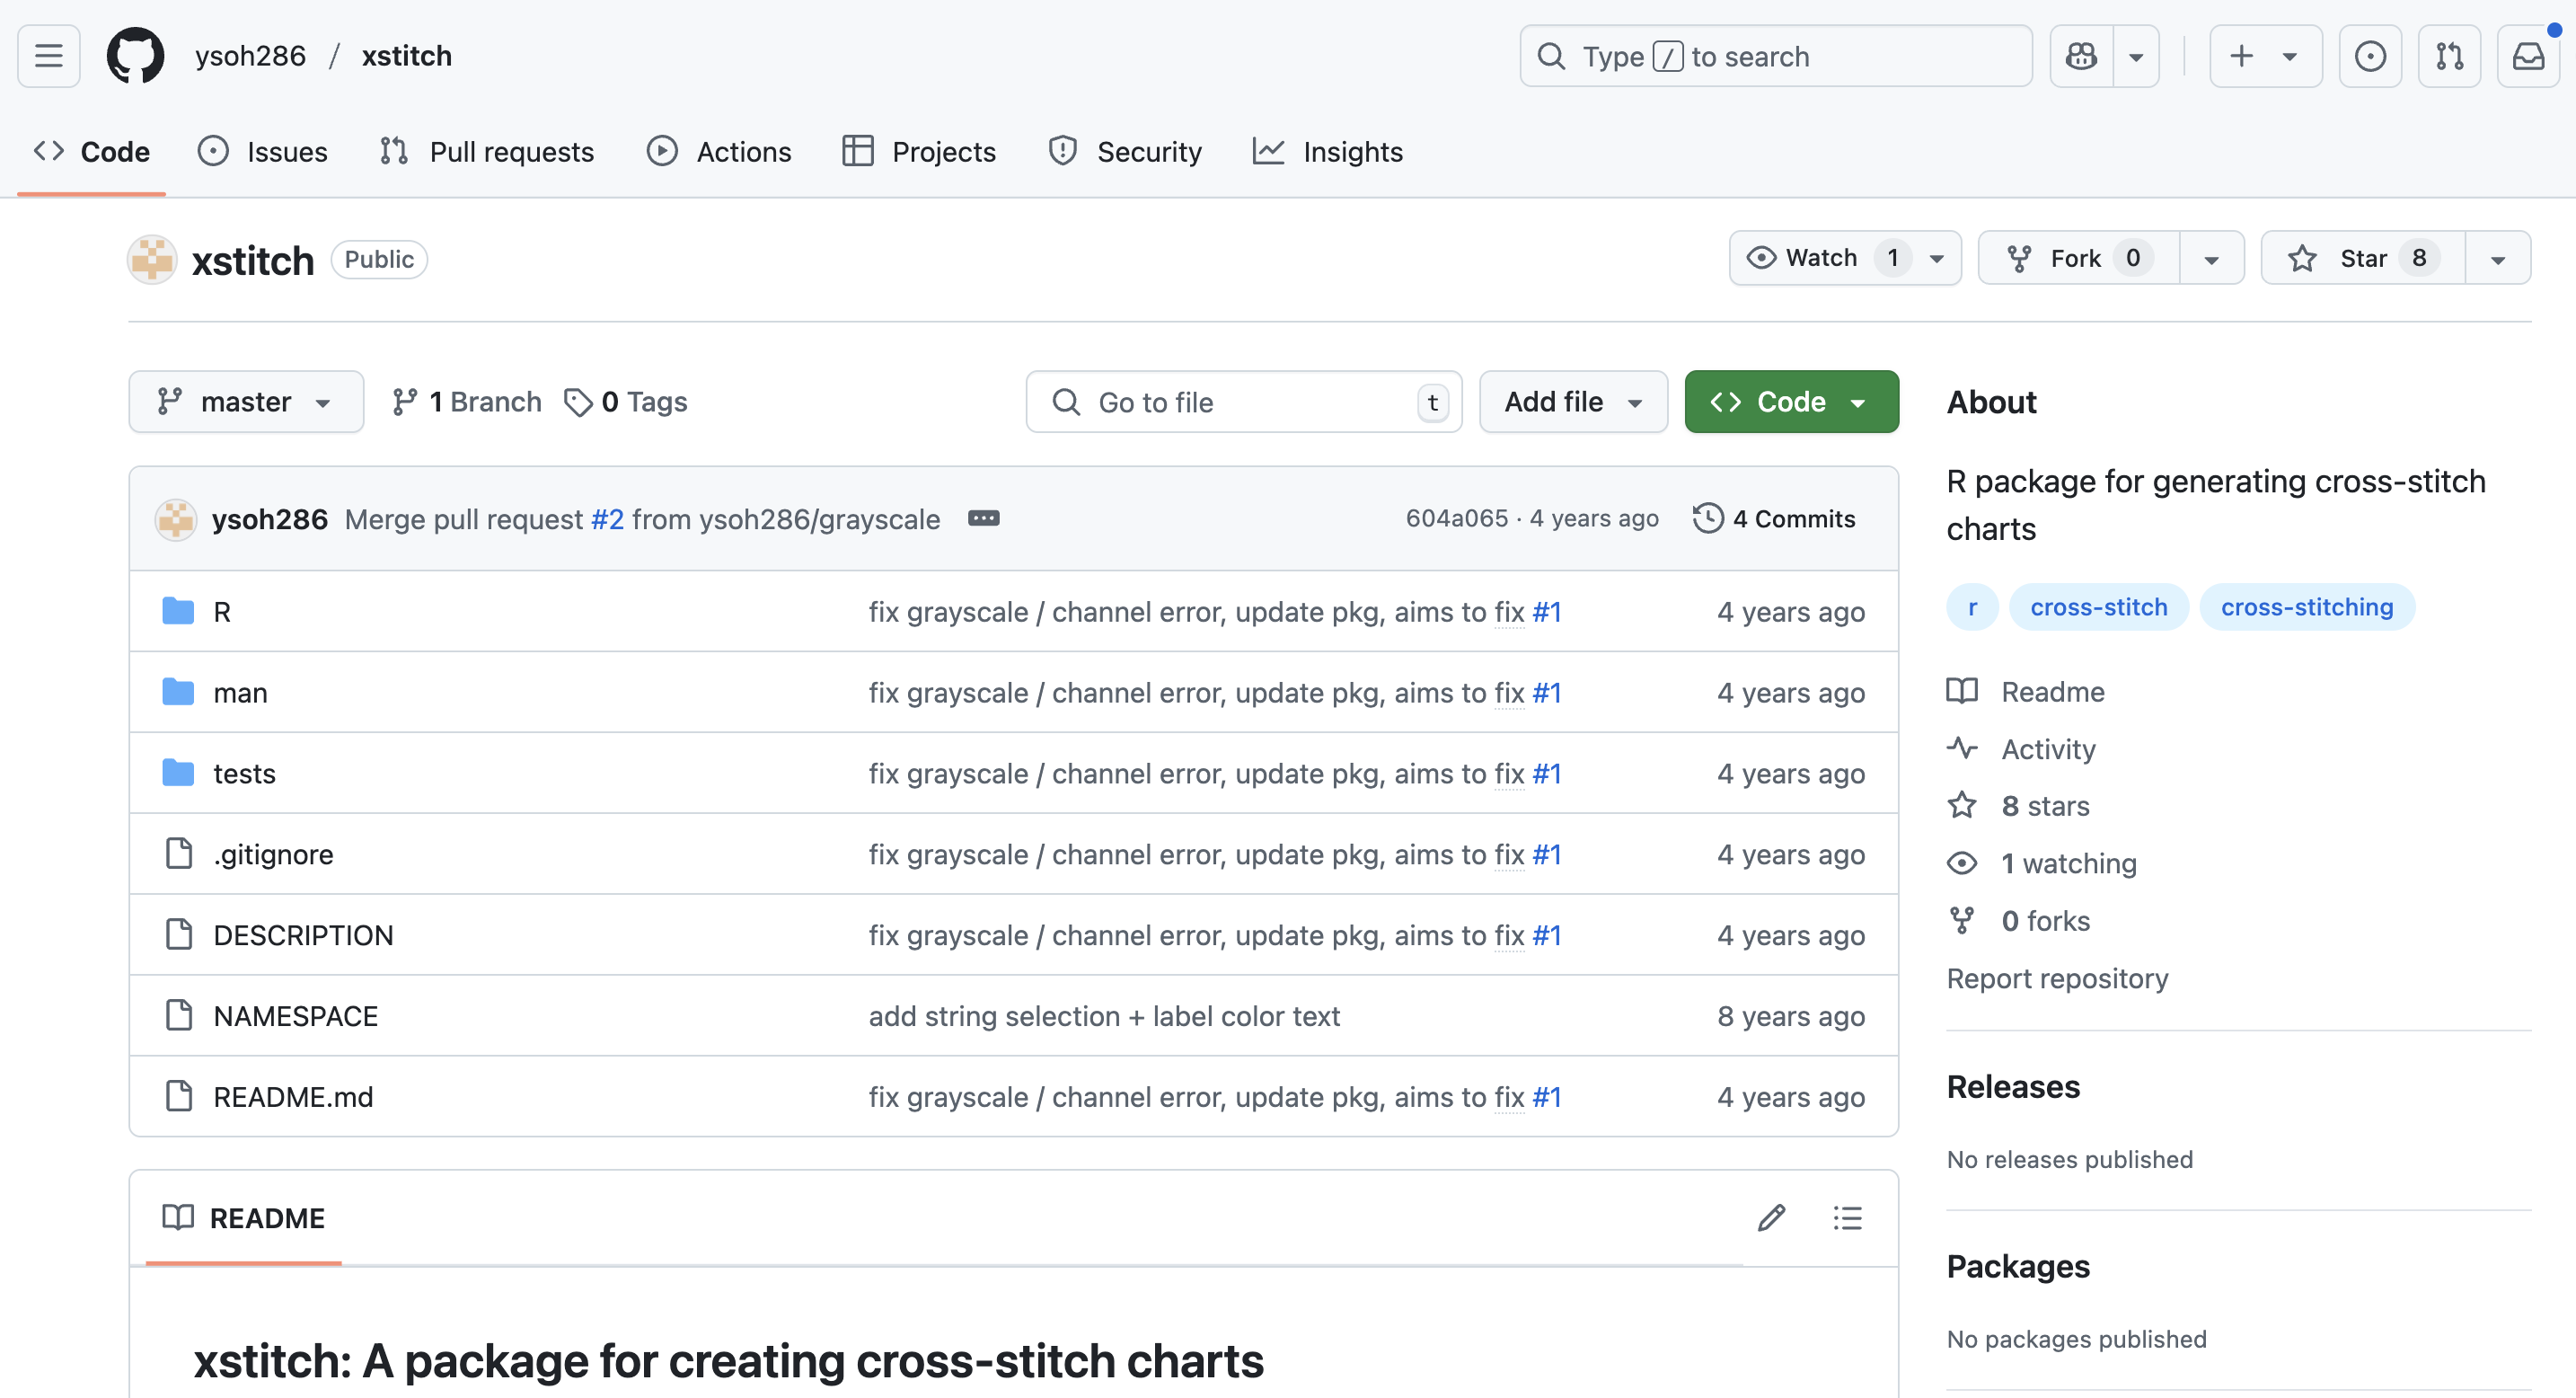 ysoh286 / xstitch
Type / to search
Code Issues Pull requests Actions Projects Security Insights
xstitch Public
Watch 1 Fork 0 Star 8
master 1 Branch 0 Tags
Go to file t Add file Code
ysoh286 Merge pull request #2 from ysoh286/grayscale 604a065 · 4 years ago 4 Commits
R fix grayscale / channel error, update pkg, aims to fix #1 4 years ago
man fix grayscale / channel error, update pkg, aims to fix #1 4 years ago
tests fix grayscale / channel error, update pkg, aims to fix #1 4 years ago
.gitignore fix grayscale / channel error, update pkg, aims to fix #1 4 years ago
DESCRIPTION fix grayscale / channel error, update pkg, aims to fix #1 4 years ago
NAMESPACE add string selection + label color text 8 years ago
README.md fix grayscale / channel error, update pkg, aims to fix #1 4 years ago
README
xstitch: A package for creating cross-stitch charts
About
R package for generating cross-stitch
charts
r cross-stitch cross-stitching
Readme
Activity
8 stars
1 watching
0 forks
Report repository
Releases
No releases published
Packages
No packages published